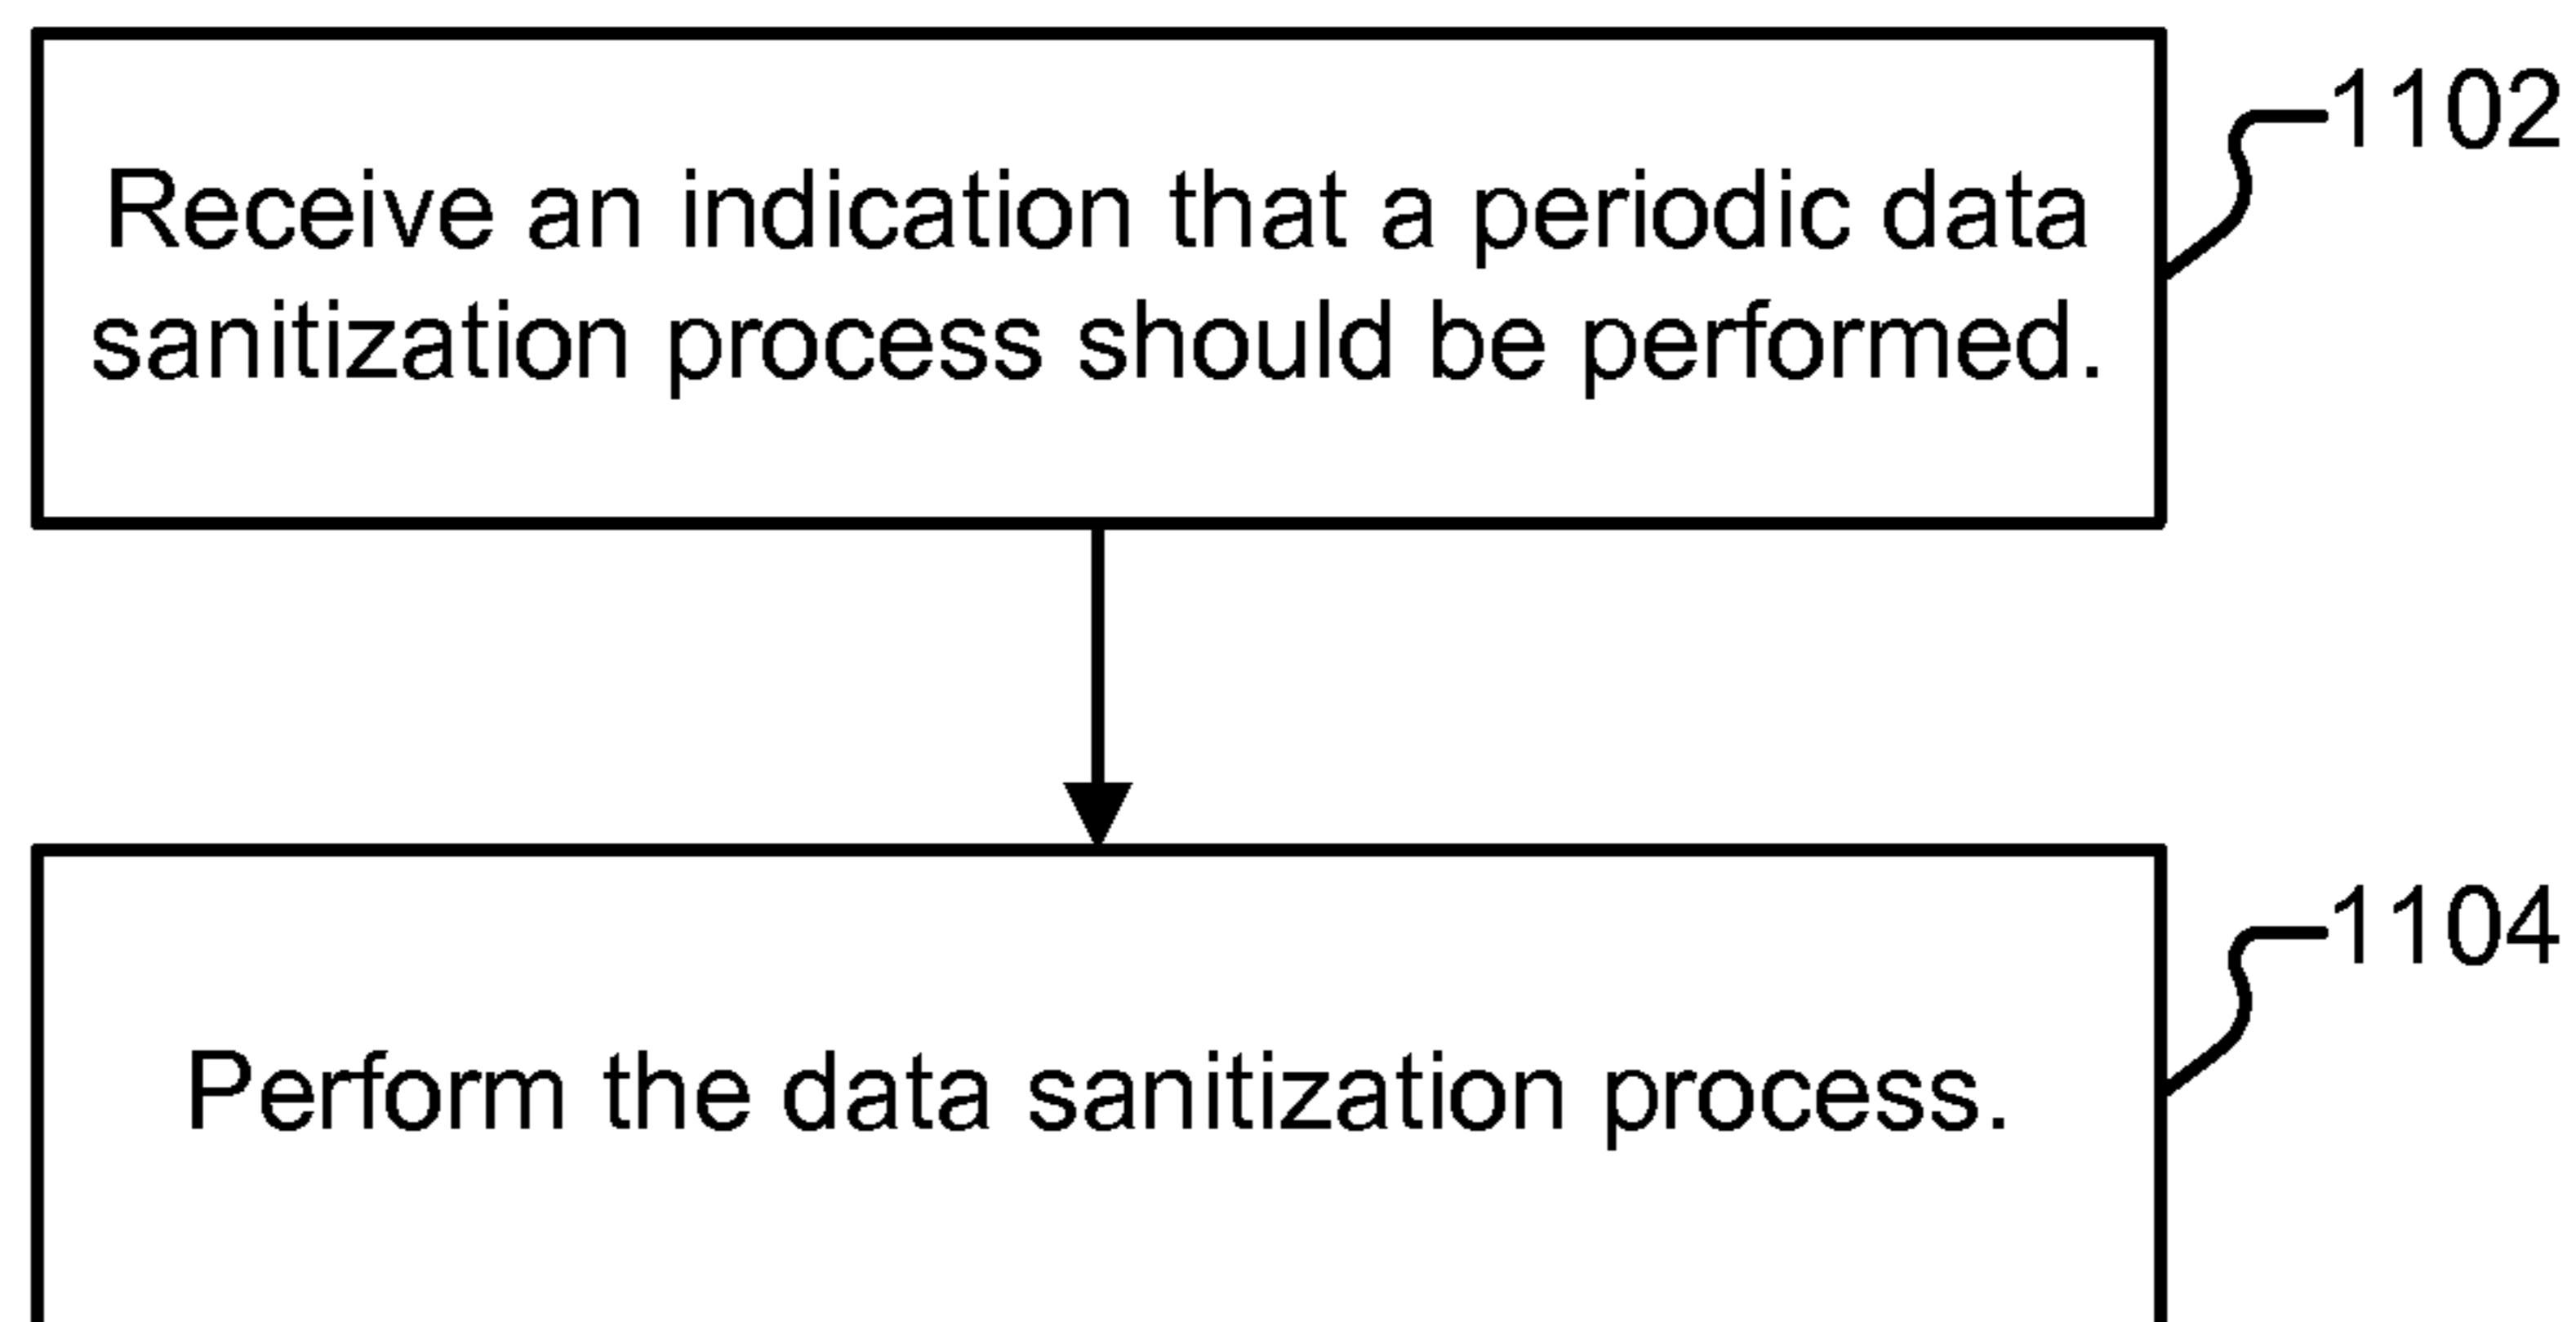 1102
Receive an indication that a periodic data
sanitization process should be performed.
1104
Perform the data sanitization process.